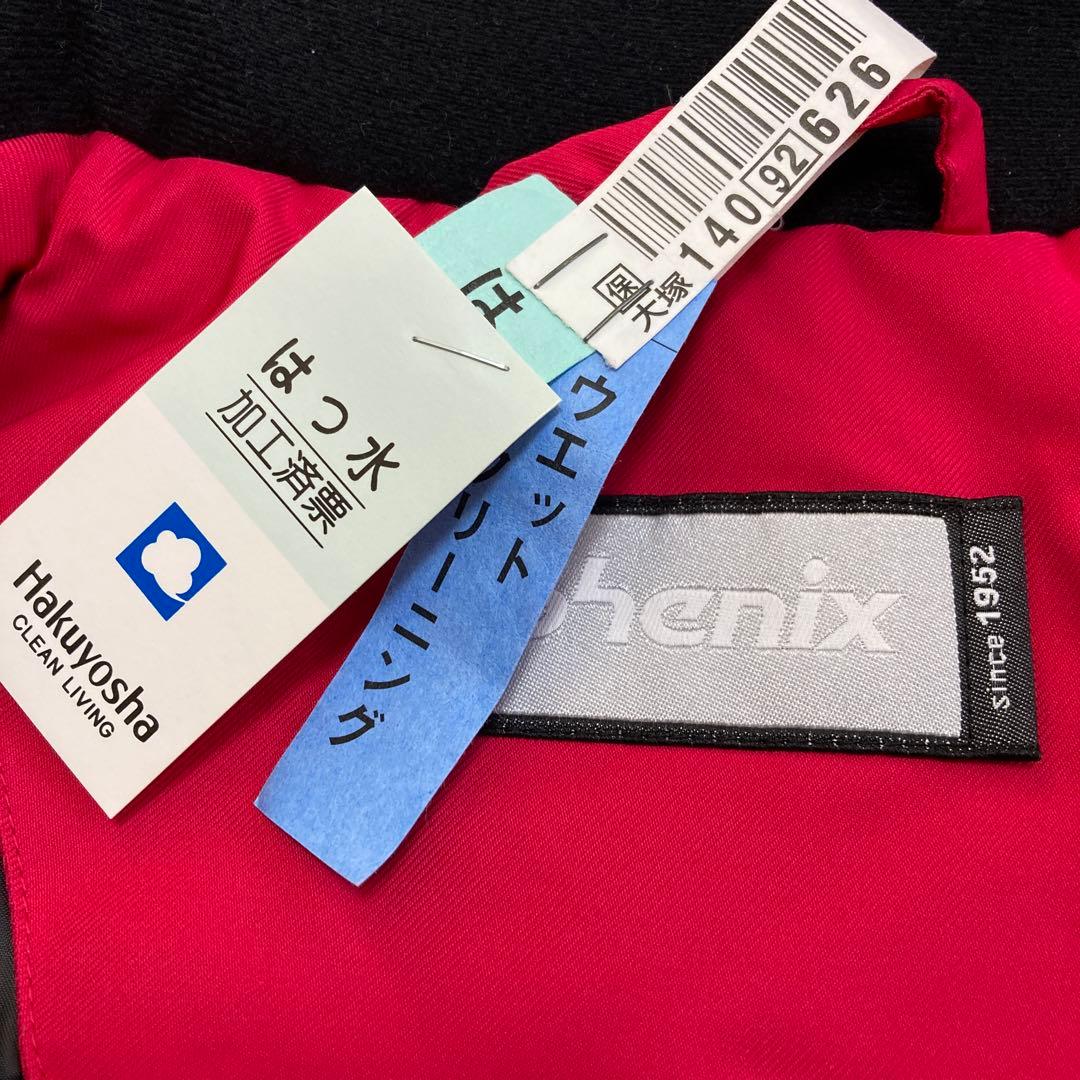 は
140 92 626
保
大塚
はっ水
加工済票
Hakuyosha
CLEAN LIVING
ウエット
リーニング
henix
since 1952